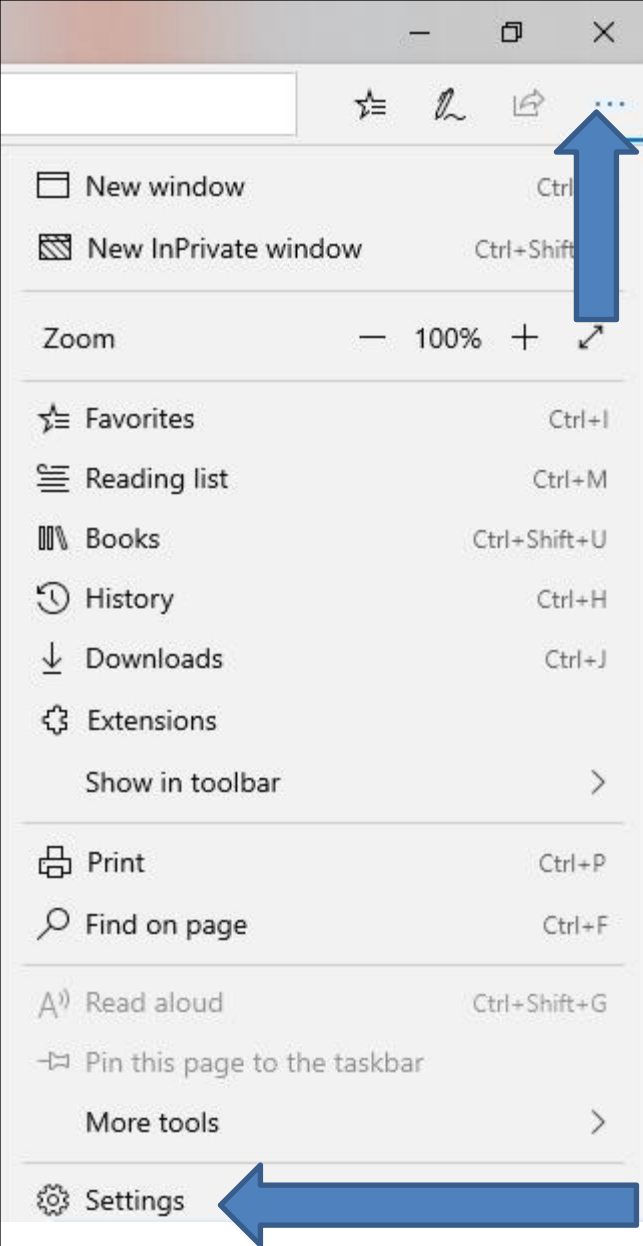 New window Ctrl
New InPrivate window Ctrl+Shift
Zoom — 100% +
Favorites Ctrl+I
Reading list Ctrl+M
Books Ctrl+Shift+U
History Ctrl+H
Downloads Ctrl+J
Extensions
Show in toolbar
Print Ctrl+P
Find on page Ctrl+F
Read aloud Ctrl+Shift+G
Pin this page to the taskbar
More tools
Settings